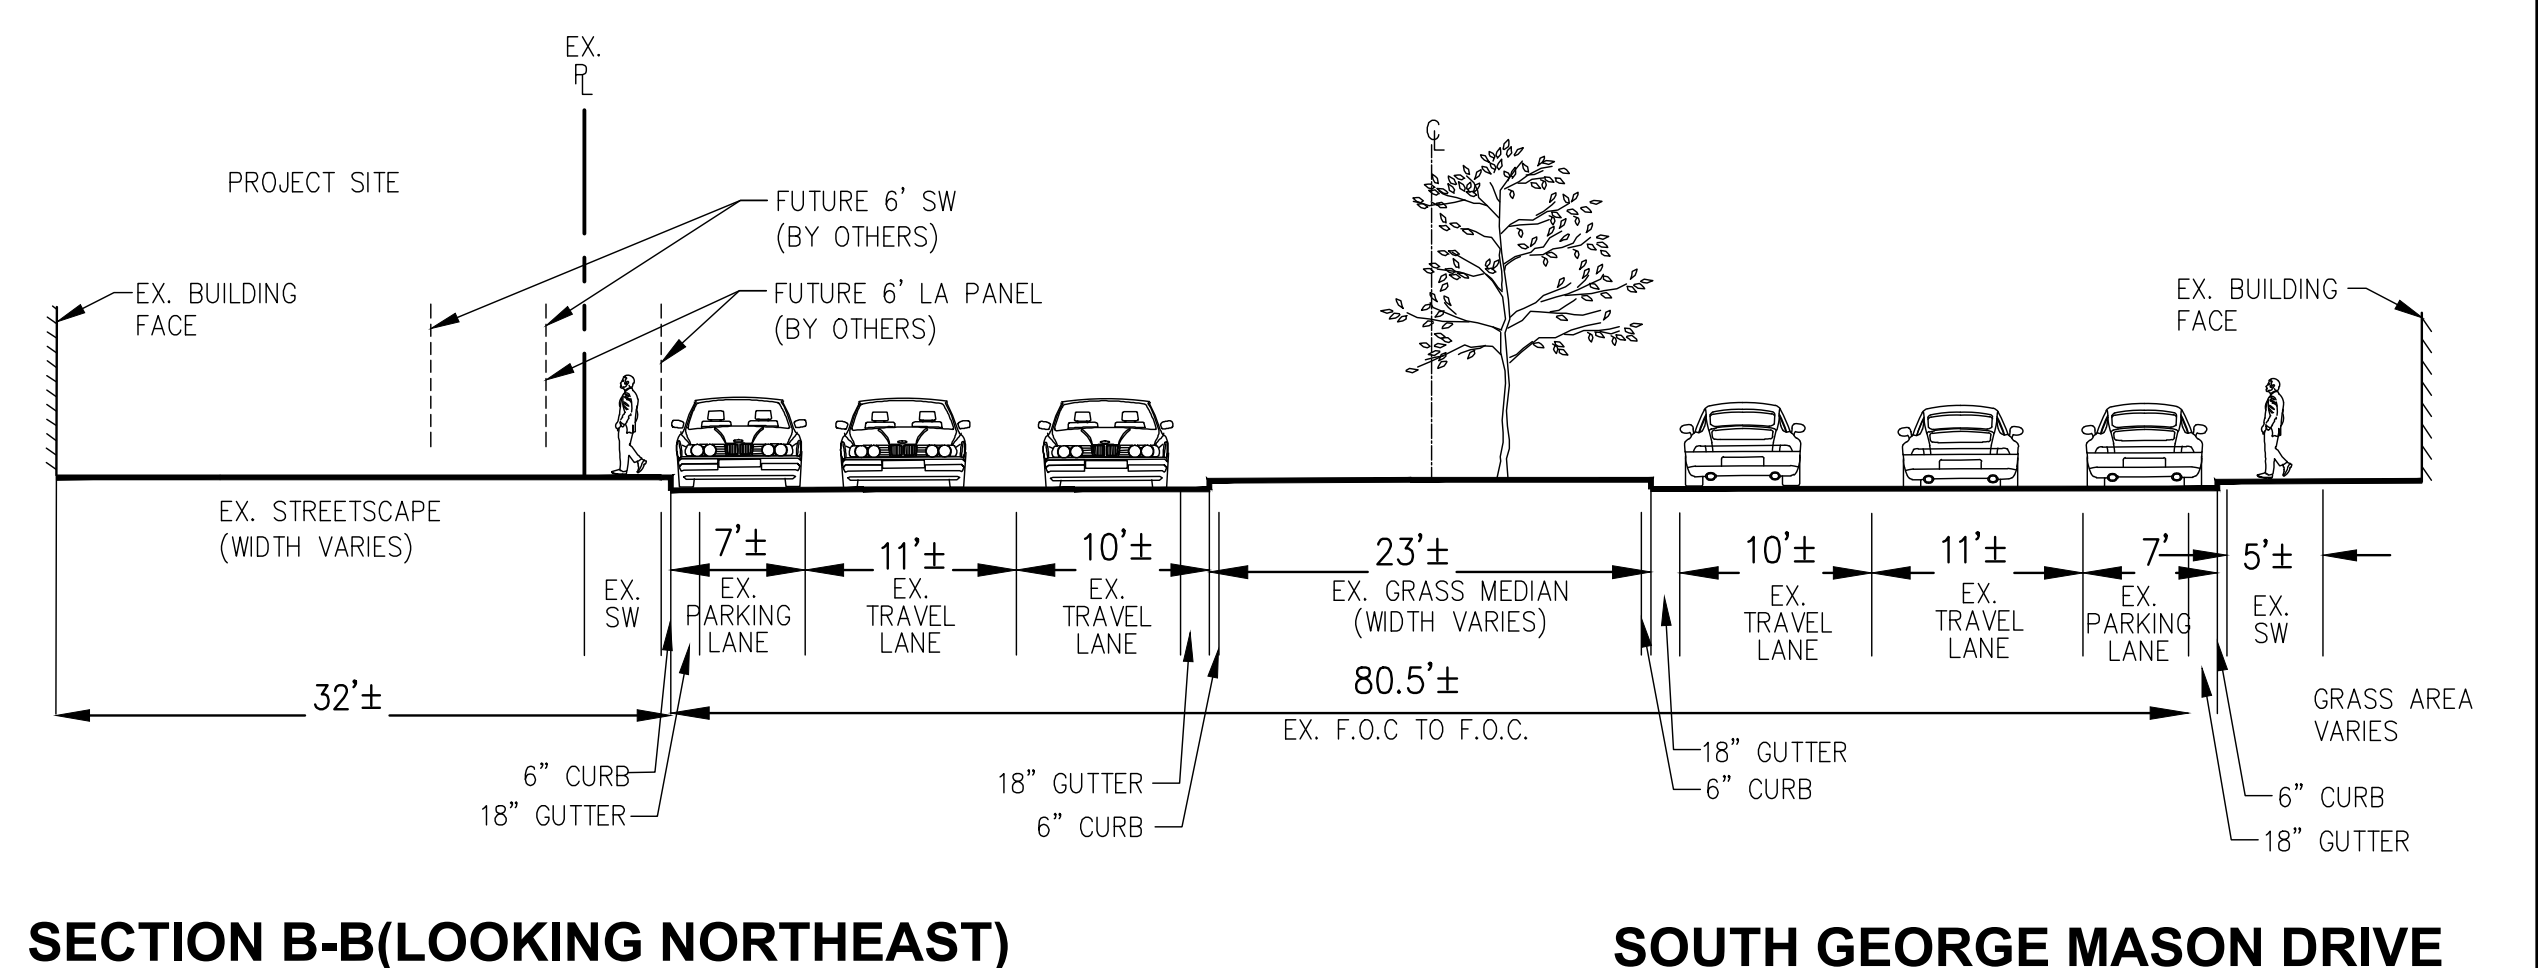 EX.
PL
CL
PROJECT SITE
FUTURE 6' SW
(BY OTHERS)
EX. BUILDING
FACE
FUTURE 6' LA PANEL
(BY OTHERS)
EX. BUILDING
FACE
EX. STREETSCAPE
(WIDTH VARIES)
EX.
SW
7'±
EX.
PARKING
LANE
11'±
EX.
TRAVEL
LANE
10'±
EX.
TRAVEL
LANE
23'±
EX. GRASS MEDIAN
(WIDTH VARIES)
10'±
EX.
TRAVEL
LANE
11'±
EX.
TRAVEL
LANE
7'
EX.
PARKING
LANE
5'±
EX.
SW
32'±
80.5'±
EX. F.O.C TO F.O.C.
GRASS AREA
VARIES
6" CURB
18" GUTTER
18" GUTTER
6" CURB
18" GUTTER
6" CURB
6" CURB
18" GUTTER
SECTION B-B(LOOKING NORTHEAST)
SOUTH GEORGE MASON DRIVE